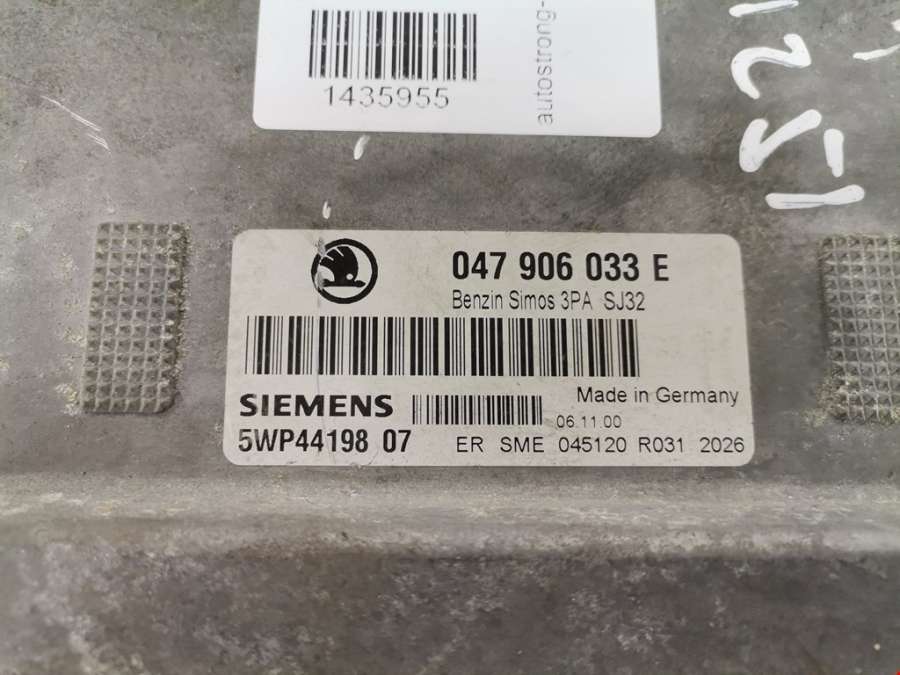 1435955
autostrong-
047 906 033 E
Benzin Simos 3PA SJ32
Made in Germany
SIEMENS
06.11.00
5WP44198 07
ER SME 045120 R031 2026